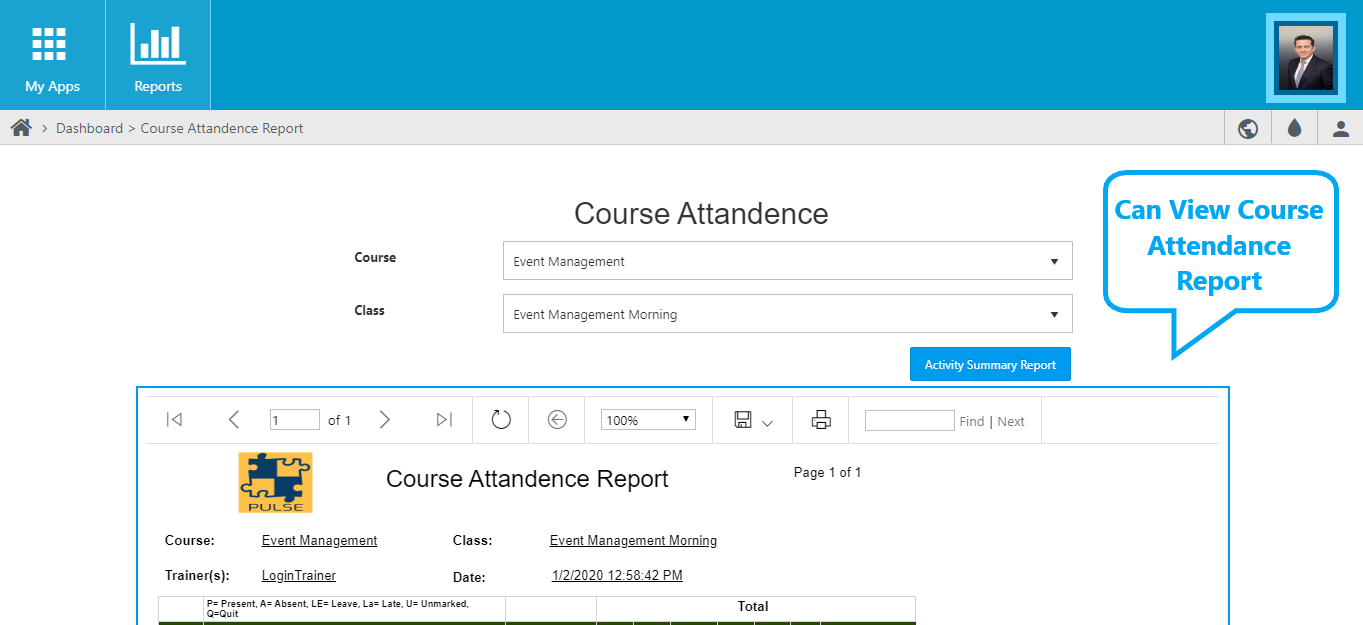 My Apps
Reports
> Dashboard > Course Attandence Report
Can View Course
Attendance
Report
Course Attandence
Course
Event Management
Class
Event Management Morning
Activity Summary Report
1 of 1
100%
Find | Next
PULSE
Course Attandence Report
Page 1 of 1
Course: Event Management Class: Event Management Morning
Trainer(s): LoginTrainer Date: 1/2/2020 12:58:42 PM
P= Present, A= Absent, LE= Leave, La= Late, U= Unmarked,
Q=Quit
Total